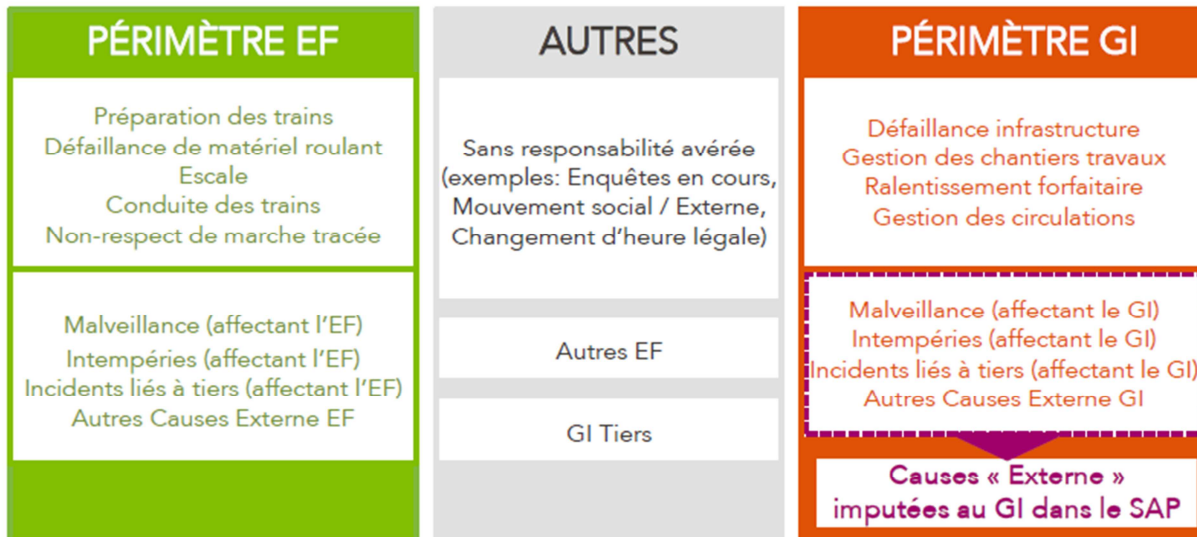 PÉRIMÈTRE EF
Préparation des trains
Défaillance de matériel roulant
Escale
Conduite des trains
Non-respect de marche tracée
Malveillance (affectant l'EF)
Intempéries (affectant l'EF)
Incidents liés à tiers (affectant l'EF)
Autres Causes Externe EF
AUTRES
Sans responsabilité avérée
(exemples: Enquêtes en cours,
Mouvement social / Externe,
Changement d'heure légale)
Autres EF
GI Tiers
PÉRIMÈTRE GI
Défaillance infrastructure
Gestion des chantiers travaux
Ralentissement forfaitaire
Gestion des circulations
Malveillance (affectant le GI)
Intempéries (affectant le GI)
Incidents liés à tiers (affectant le GI)
Autres Causes Externe GI
Causes « Externe »
imputées au GI dans le SAP